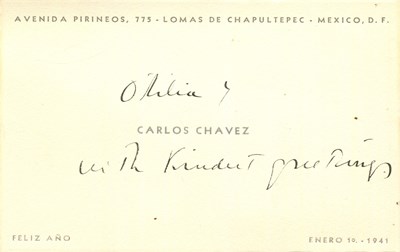 AVENIDA PIRINEOS, 775 - LOMAS DE CHAPULTEPEC - MEXICO, D. F.
Otilia y
CARLOS CHAVEZ
with kindest greetings
FELIZ AÑO
ENERO 1o. - 1941